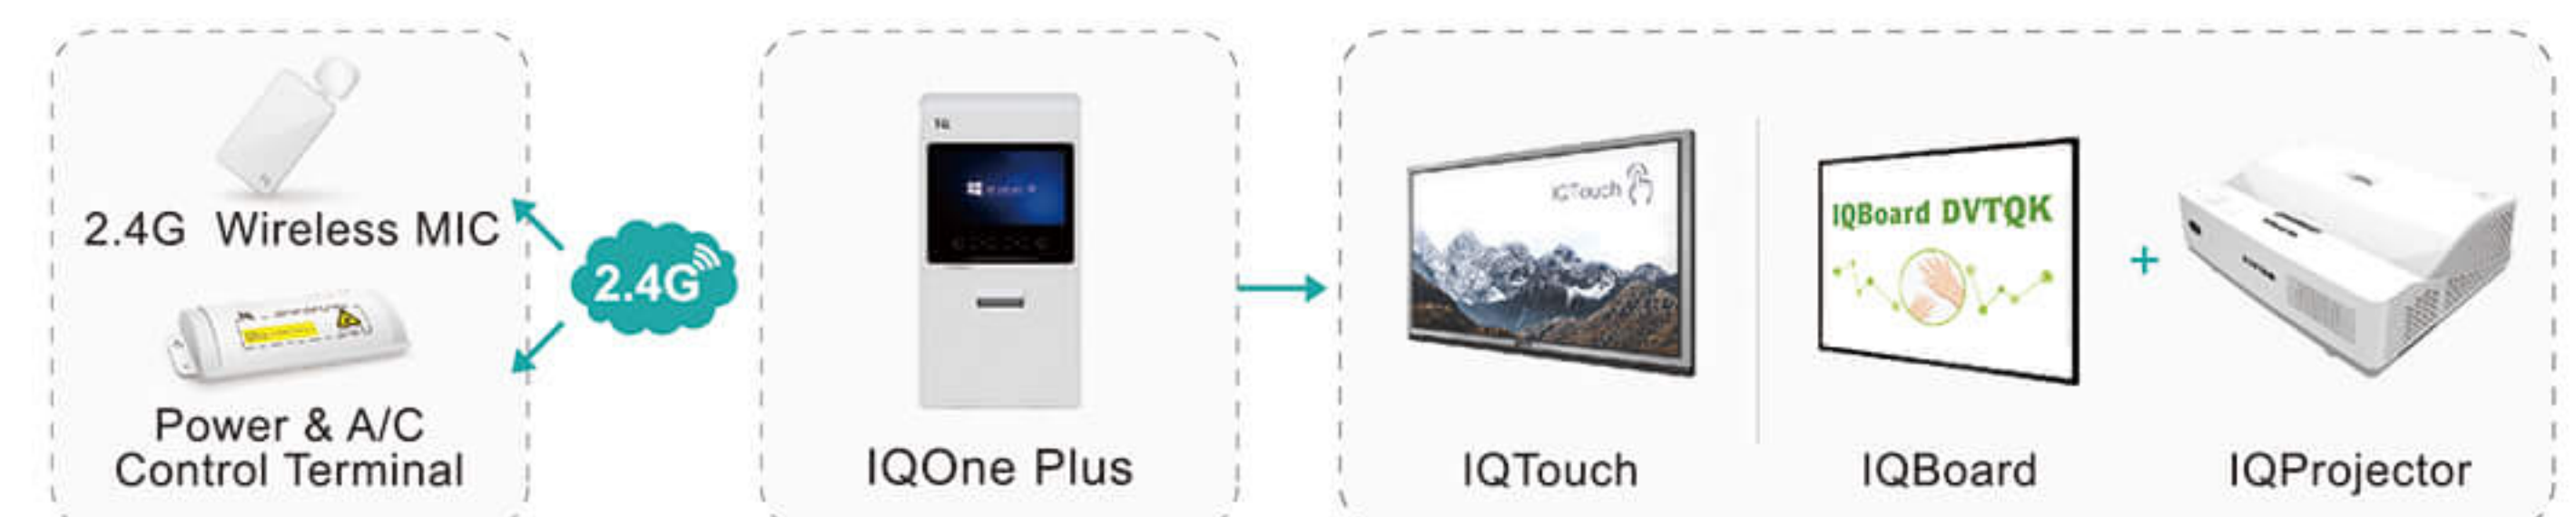 2.4G Wireless MIC
Power & A/C
Control Terminal
2.4G
IQOne Plus
IQTouch
IQTouch
IQBoard DVTQK
IQBoard
+
IQProjector